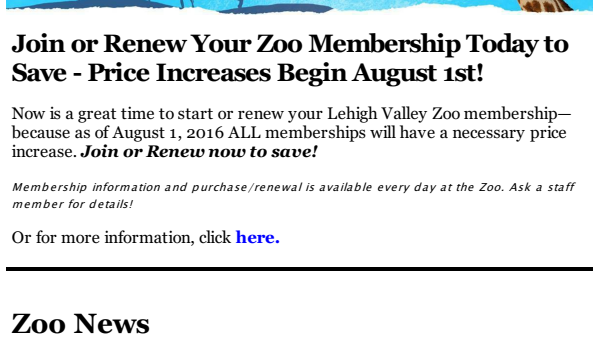 Join or Renew Your Zoo Membership Today to
Save - Price Increases Begin August 1st!
Now is a great time to start or renew your Lehigh Valley Zoo membership—
because as of August 1, 2016 ALL memberships will have a necessary price
increase. Join or Renew now to save!
Membership information and purchase/renewal is available every day at the Zoo. Ask a staff
member for details!
Or for more information, click here.
Zoo News